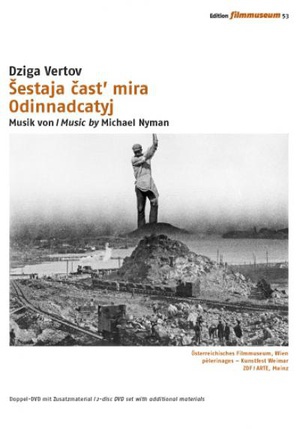 Edition filmmuseum 53
Dziga Vertov
Šestaja čast' mira
Odinnadcatyj
Musik von / Music by Michael Nyman
Österreichisches Filmmuseum, Wien
pèlerinages – Kunstfest Weimar
ZDF / ARTE, Mainz
Doppel-DVD mit Zusatzmaterial / 2-disc DVD set with additional materials